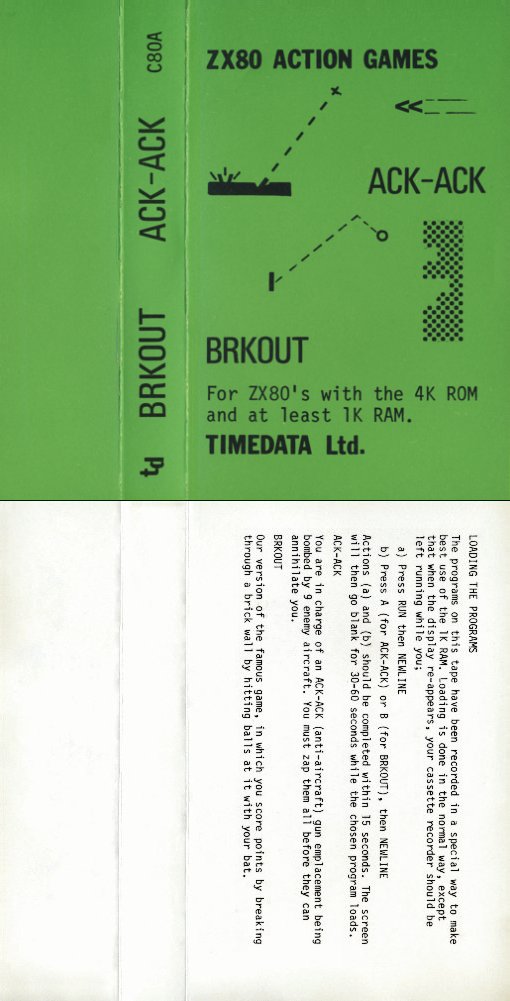 ZX80 ACTION GAMES
ACK-ACK
BRKOUT
For ZX80's with the 4K ROM
and at least 1K RAM.
TIMEDATA Ltd.
td BRKOUT ACK-ACK C80A
LOADING THE PROGRAMS
The programs on this tape have been recorded in a special way to make
best use of the 1K RAM. Loading is done in the normal way, except
that when the display re-appears, your cassette recorder should be
left running while you;
a) Press RUN then NEWLINE
b) Press A (for ACK-ACK) or B (for BRKOUT), then NEWLINE
Actions (a) and (b) should be completed within 15 seconds. The screen
will then go blank for 30-60 seconds while the chosen program loads.
ACK-ACK
You are in charge of an ACK-ACK (anti-aircraft) gun emplacement being
bombed by 9 enemy aircraft. You must zap them all before they can
annihilate you.
BRKOUT
Our version of the famous game, in which you score points by breaking
through a brick wall by hitting balls at it with your bat.